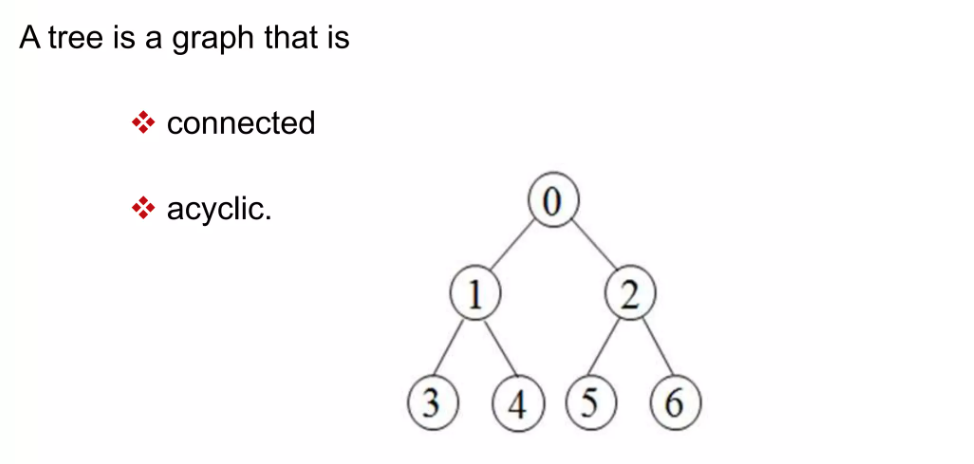 A tree is a graph that is
❖ connected
❖ acyclic.
0
1 2
3 4 5 6